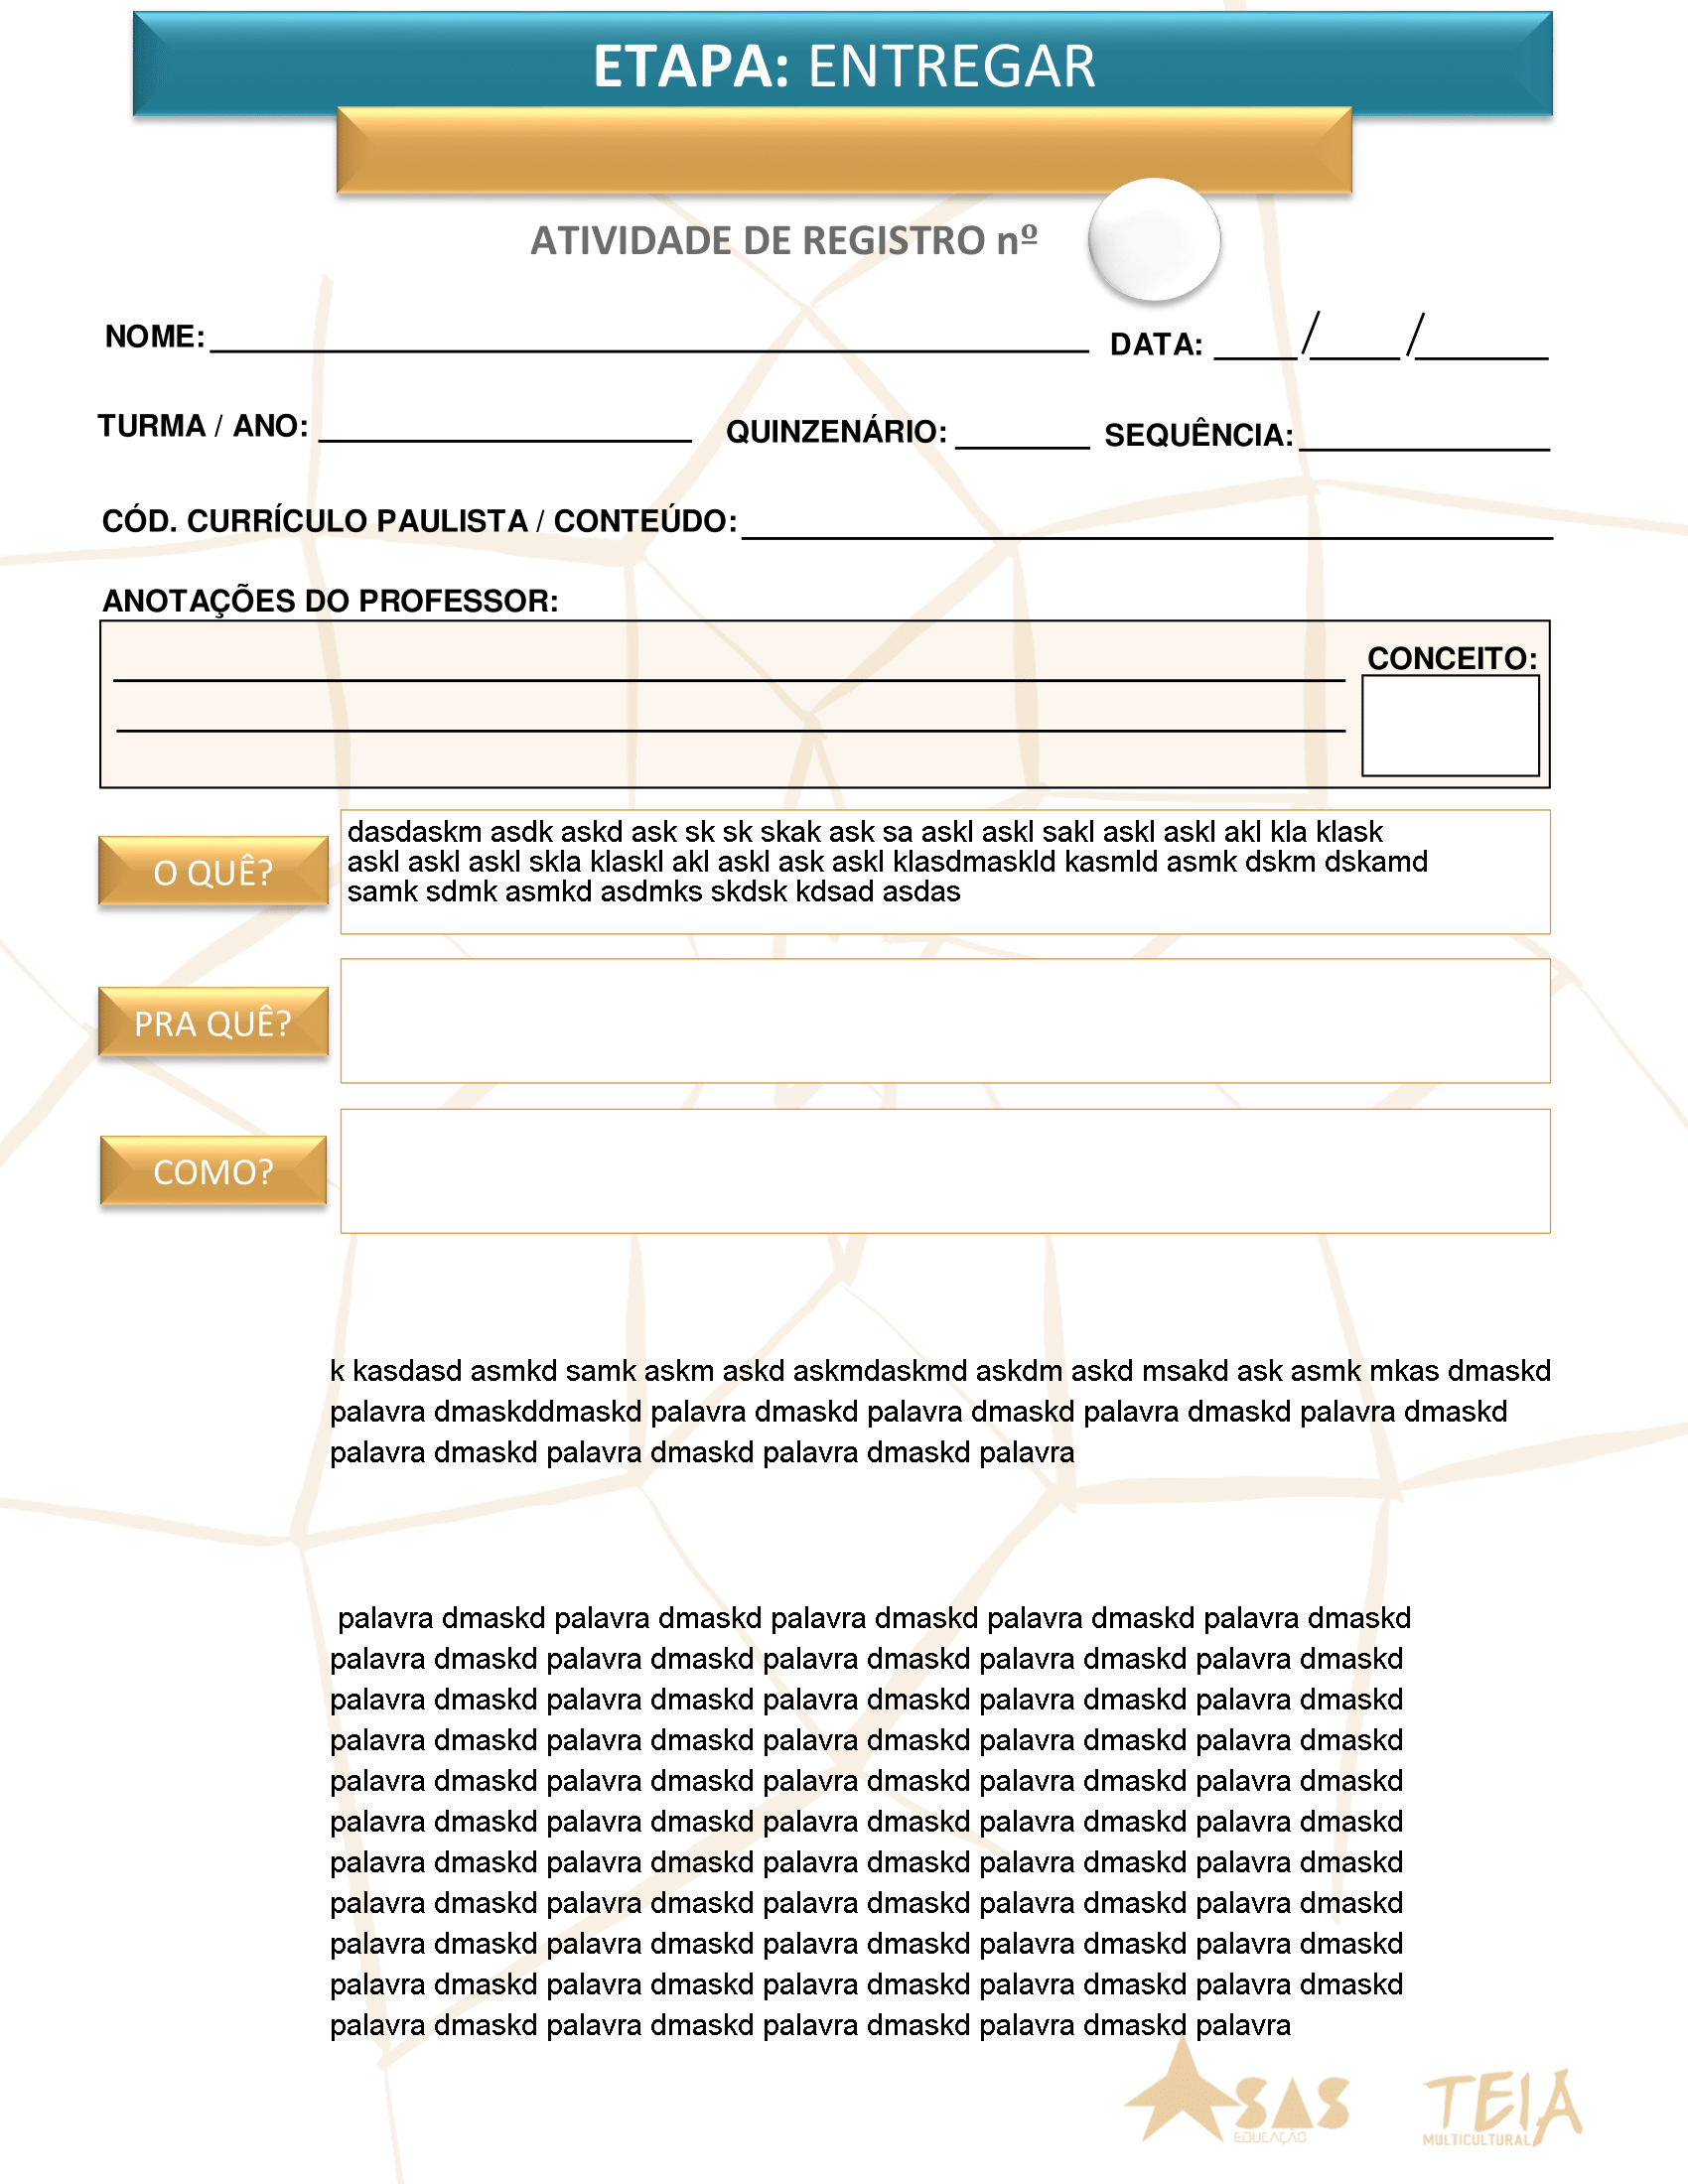 ETAPA: ENTREGAR
ATIVIDADE DE REGISTRO nº
NOME: DATA: / /
TURMA / ANO: QUINZENÁRIO: SEQUÊNCIA:
CÓD. CURRÍCULO PAULISTA / CONTEÚDO:
ANOTAÇÕES DO PROFESSOR:
CONCEITO:
O QUÊ?
dasdaskm asdk askd ask sk sk skak ask sa askl askl sakl askl askl akl kla klask
askl askl askl skla klaskl akl askl ask askl klasdmaskld kasmld asmk dskm dskamd
samk sdmk asmkd asdmks skdsk kdsad asdas
PRA QUÊ?
COMO?
k kasdasd asmkd samk askm askd askmdaskmd askdm askd msakd ask asmk mkas dmaskd
palavra dmaskddmaskd palavra dmaskd palavra dmaskd palavra dmaskd palavra dmaskd
palavra dmaskd palavra dmaskd palavra dmaskd palavra
palavra dmaskd palavra dmaskd palavra dmaskd palavra dmaskd palavra dmaskd
palavra dmaskd palavra dmaskd palavra dmaskd palavra dmaskd palavra dmaskd
palavra dmaskd palavra dmaskd palavra dmaskd palavra dmaskd palavra dmaskd
palavra dmaskd palavra dmaskd palavra dmaskd palavra dmaskd palavra dmaskd
palavra dmaskd palavra dmaskd palavra dmaskd palavra dmaskd palavra dmaskd
palavra dmaskd palavra dmaskd palavra dmaskd palavra dmaskd palavra dmaskd
palavra dmaskd palavra dmaskd palavra dmaskd palavra dmaskd palavra dmaskd
palavra dmaskd palavra dmaskd palavra dmaskd palavra dmaskd palavra dmaskd
palavra dmaskd palavra dmaskd palavra dmaskd palavra dmaskd palavra dmaskd
palavra dmaskd palavra dmaskd palavra dmaskd palavra dmaskd palavra dmaskd
palavra dmaskd palavra dmaskd palavra dmaskd palavra dmaskd palavra
SAS TEIA
EDUCAÇÃO MULTICULTURAL